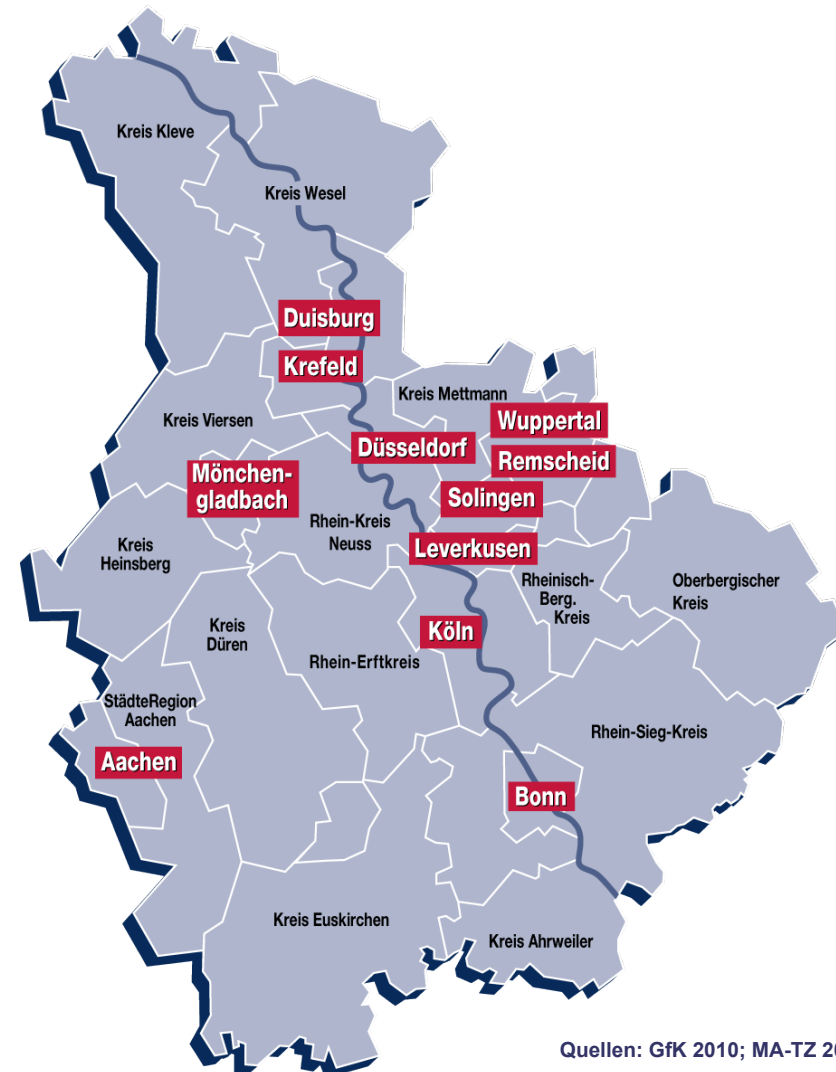 Kreis Kleve
Kreis Wesel
Duisburg
Krefeld
Kreis Mettmann
Kreis Viersen
Wuppertal
Düsseldorf
Remscheid
Mönchen-
gladbach
Solingen
Rhein-Kreis
Neuss
Leverkusen
Kreis
Heinsberg
Rheinisch-
Berg.
Kreis
Oberbergischer
Kreis
Kreis
Düren
Köln
Rhein-Erftkreis
StädteRegion
Aachen
Rhein-Sieg-Kreis
Aachen
Bonn
Kreis Euskirchen
Kreis Ahrweiler
Quellen: GfK 2010; MA-TZ